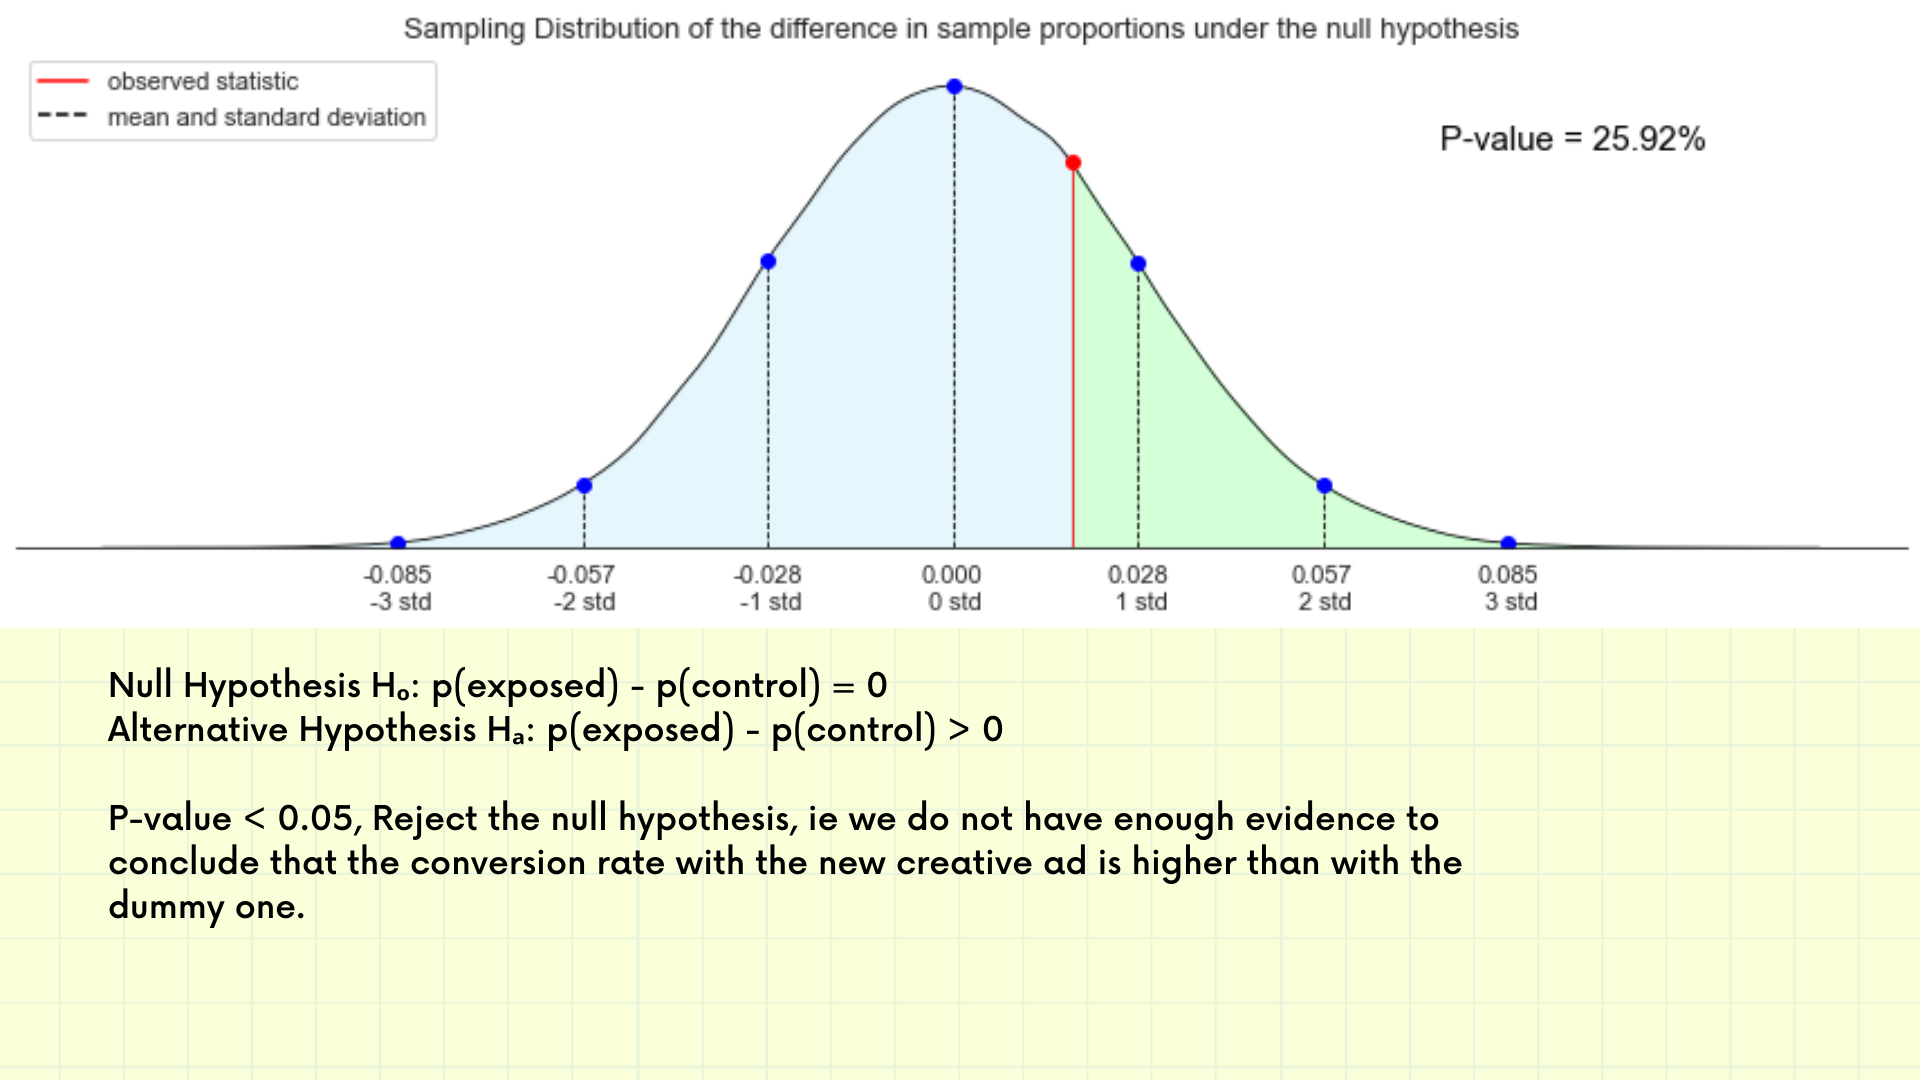 Sampling Distribution of the difference in sample proportions under the null hypothesis
observed statistic
mean and standard deviation
P-value = 25.92%
-0.085 -0.057 -0.028 0.000 0.028 0.057 0.085
-3 std -2 std -1 std 0 std 1 std 2 std 3 std
Null Hypothesis H₀: p(exposed) - p(control) = 0
Alternative Hypothesis Hₐ: p(exposed) - p(control) > 0
P-value < 0.05, Reject the null hypothesis, ie we do not have enough evidence to
conclude that the conversion rate with the new creative ad is higher than with the
dummy one.